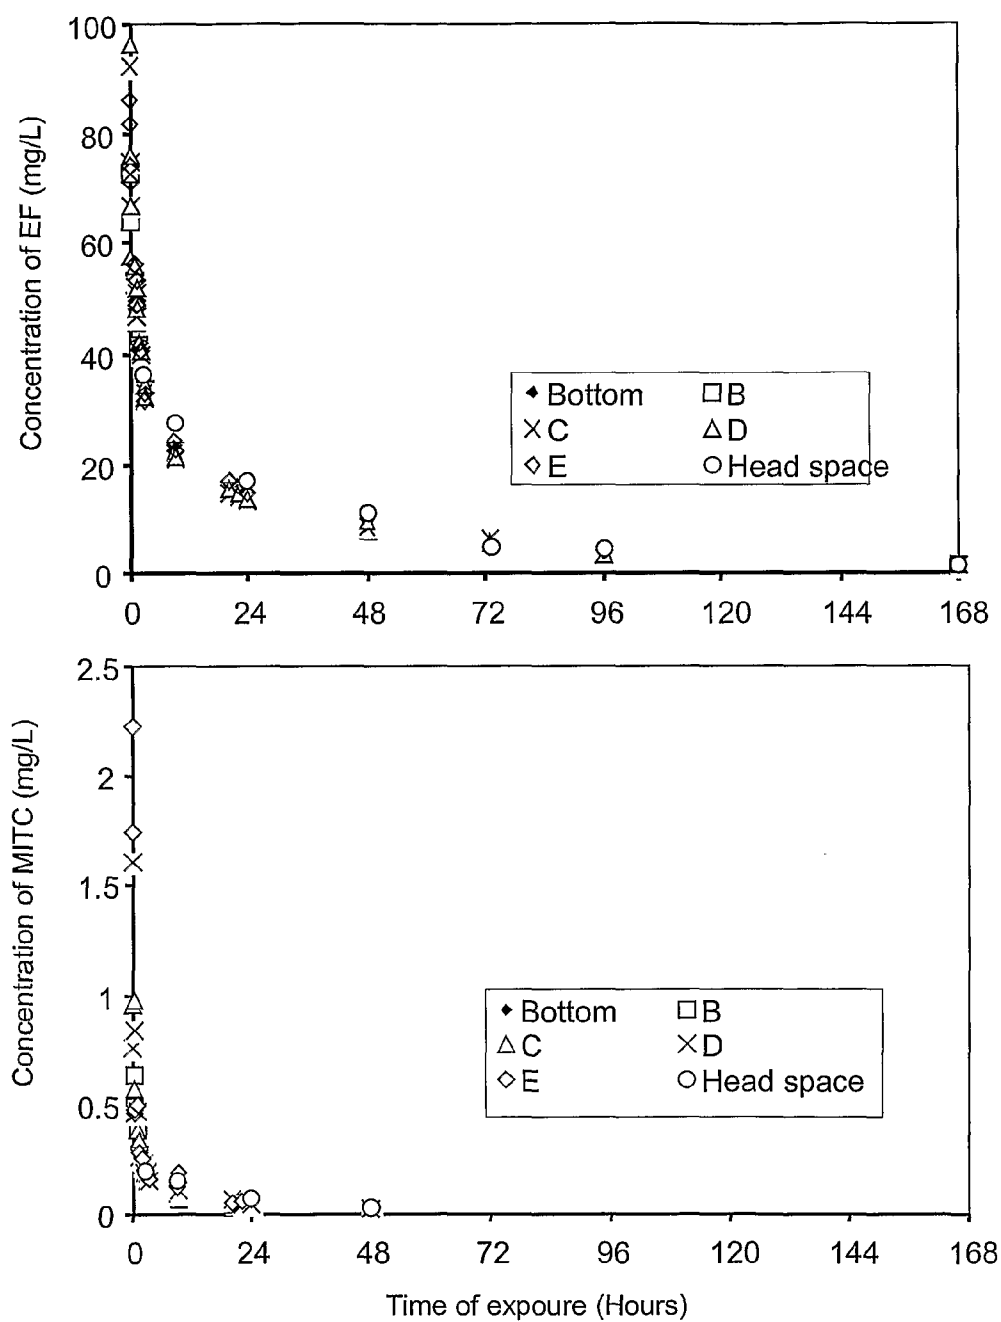 Concentration of EF (mg/L)
100
80
60
40
20
0
Bottom B
C D
E Head space
0 24 48 72 96 120 144 168
Concentration of MITC (mg/L)
2.5
2
1.5
1
0.5
0
Bottom B
C D
E Head space
0 24 48 72 96 120 144 168
Time of expoure (Hours)